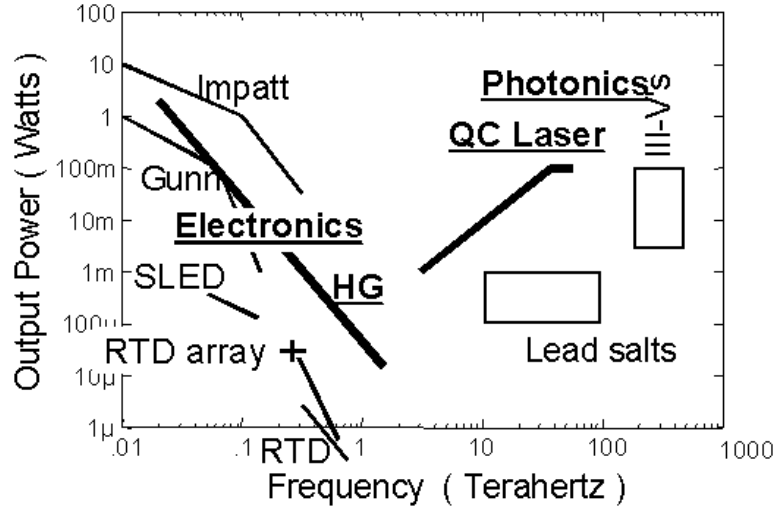 100
10
1
100m
10m
1m
100µ
10µ
1µ
Output Power ( Watts )
Impatt
Photonics
III-Vs
QC Laser
Gunn
Electronics
SLED
HG
RTD array
Lead salts
RTD
.01
.1
1
10
100
1000
Frequency ( Terahertz )